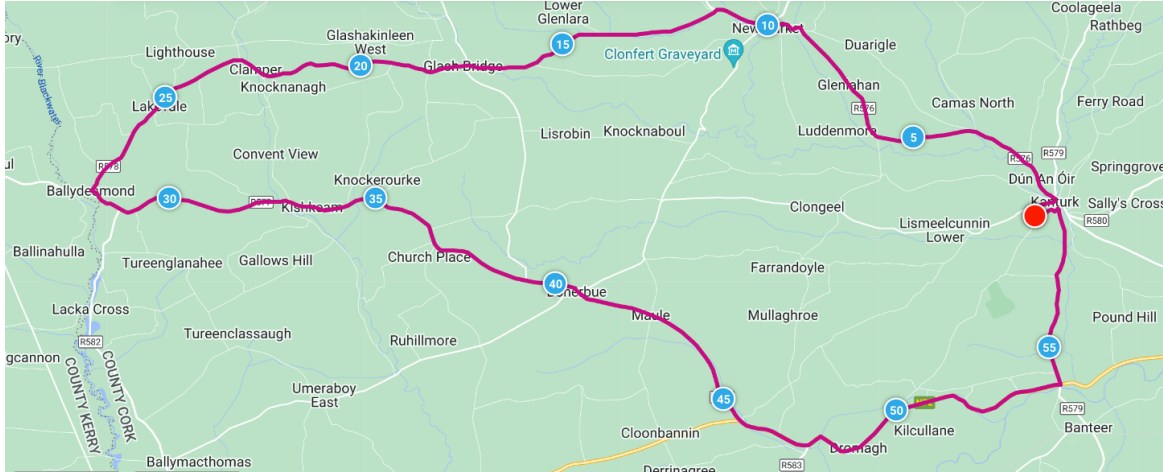 Coolageela
Rathbeg
Lower
Glenlara
10
Duarigle
ory
Lighthouse
Glashakinleen
West
15
Clonfert Graveyard
20
Clamper
Glash Bridge
Knocknanagh
Glenlahan
River Blackwater
25
R576
Camas North
Ferry Road
Lisrobin
Knocknaboul
Luddenmore
5
Convent View
R578
R576
R579
Springgrove
ul
Knockerourke
Dún An Óir
Ballydesmond
30
R577
Kishkeam
35
Clongeel
Kanturk
Sally's Cross
Lismeelcunnin
Lower
R580
Ballinahulla
Tureenglanahee
Gallows Hill
Church Place
Farrandoyle
40
Lacka Cross
Maule
Mullaghroe
Pound Hill
Tureenclassaugh
Ruhillmore
R582
55
gcannon
COUNTY CORK
COUNTY KERRY
Umeraboy
East
45
50
R579
Kilcullane
Banteer
Cloonbannin
Dromagh
Ballymacthomas
Derrinagree
R583